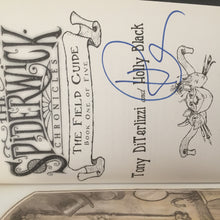 THE
SPIDERWICK
CHRONICLES
THE FIELD GUIDE
BOOK ONE OF FIVE
Tony DiTerlizzi and Holly Black